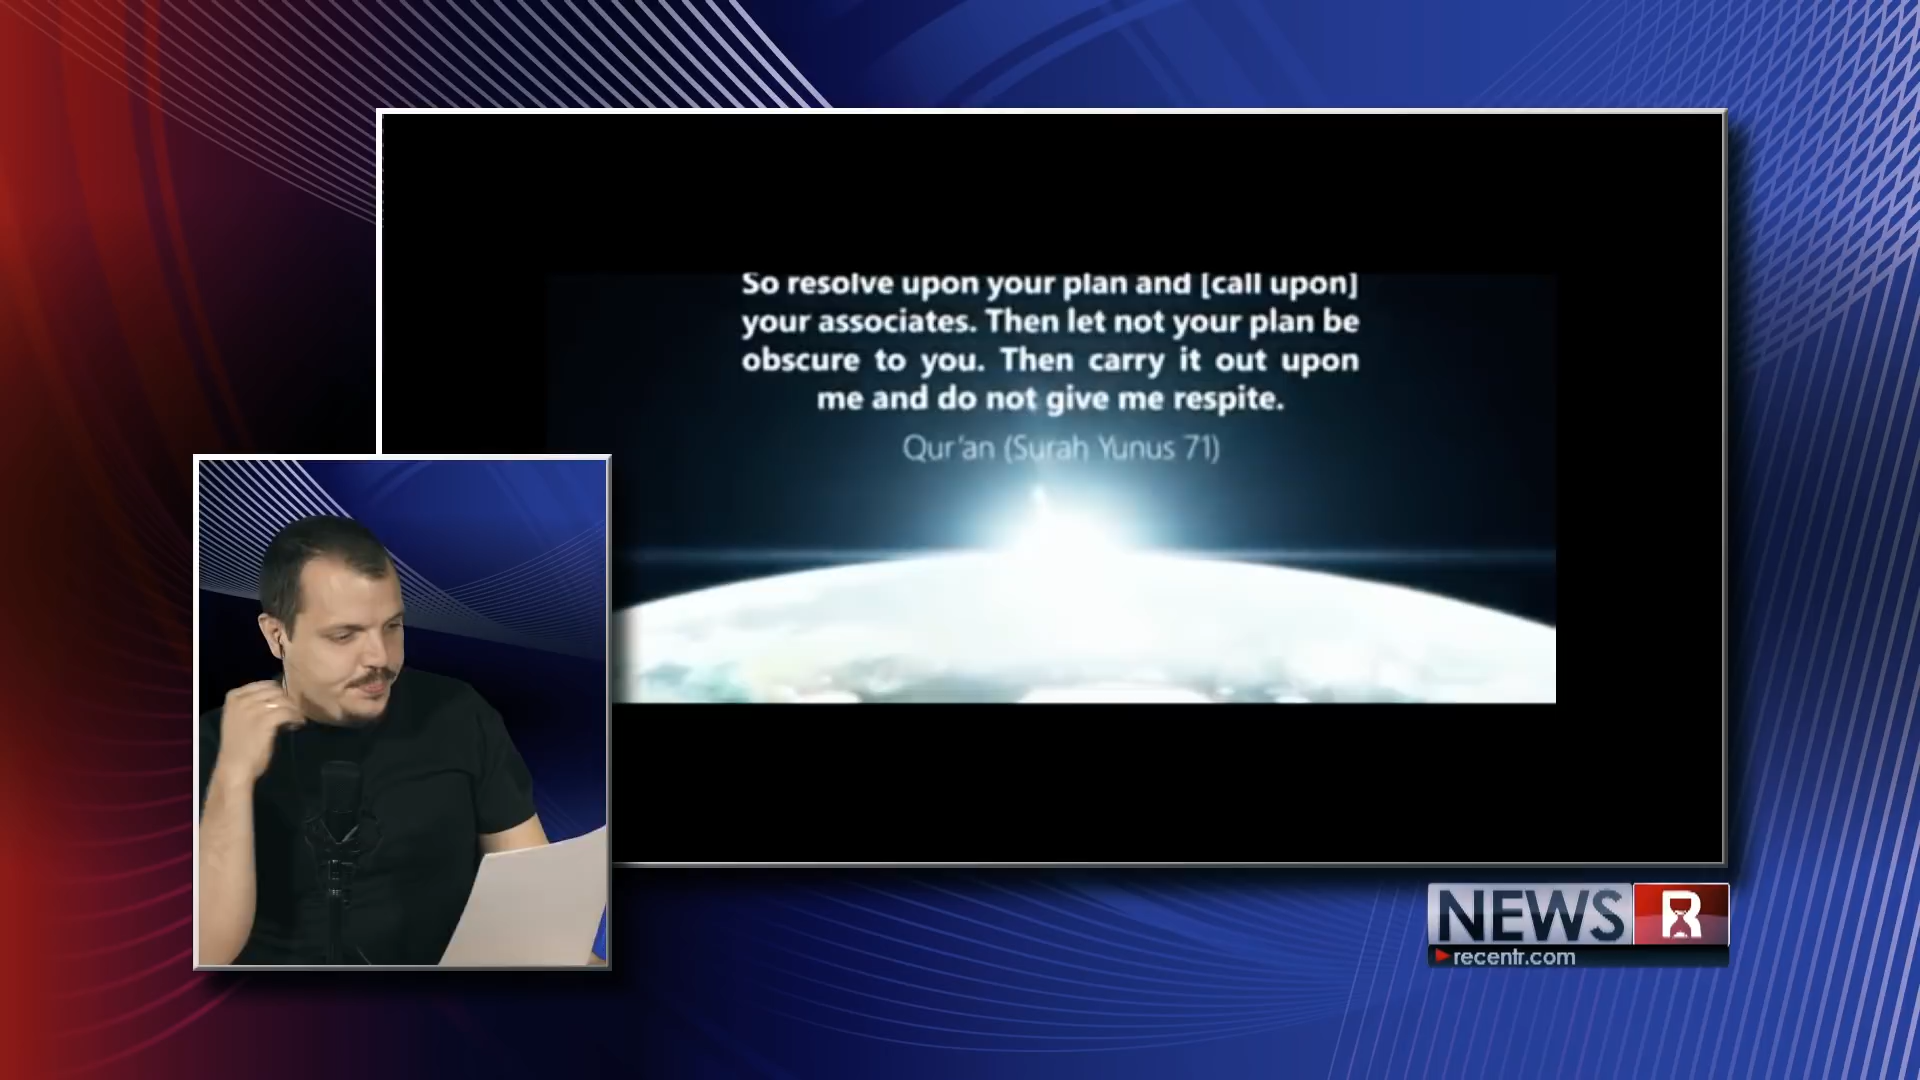 So resolve upon your plan and [call upon]
your associates. Then let not your plan be
obscure to you. Then carry it out upon
me and do not give me respite.
Qur'an (Surah Yunus 71)
NEWS R
recentr.com